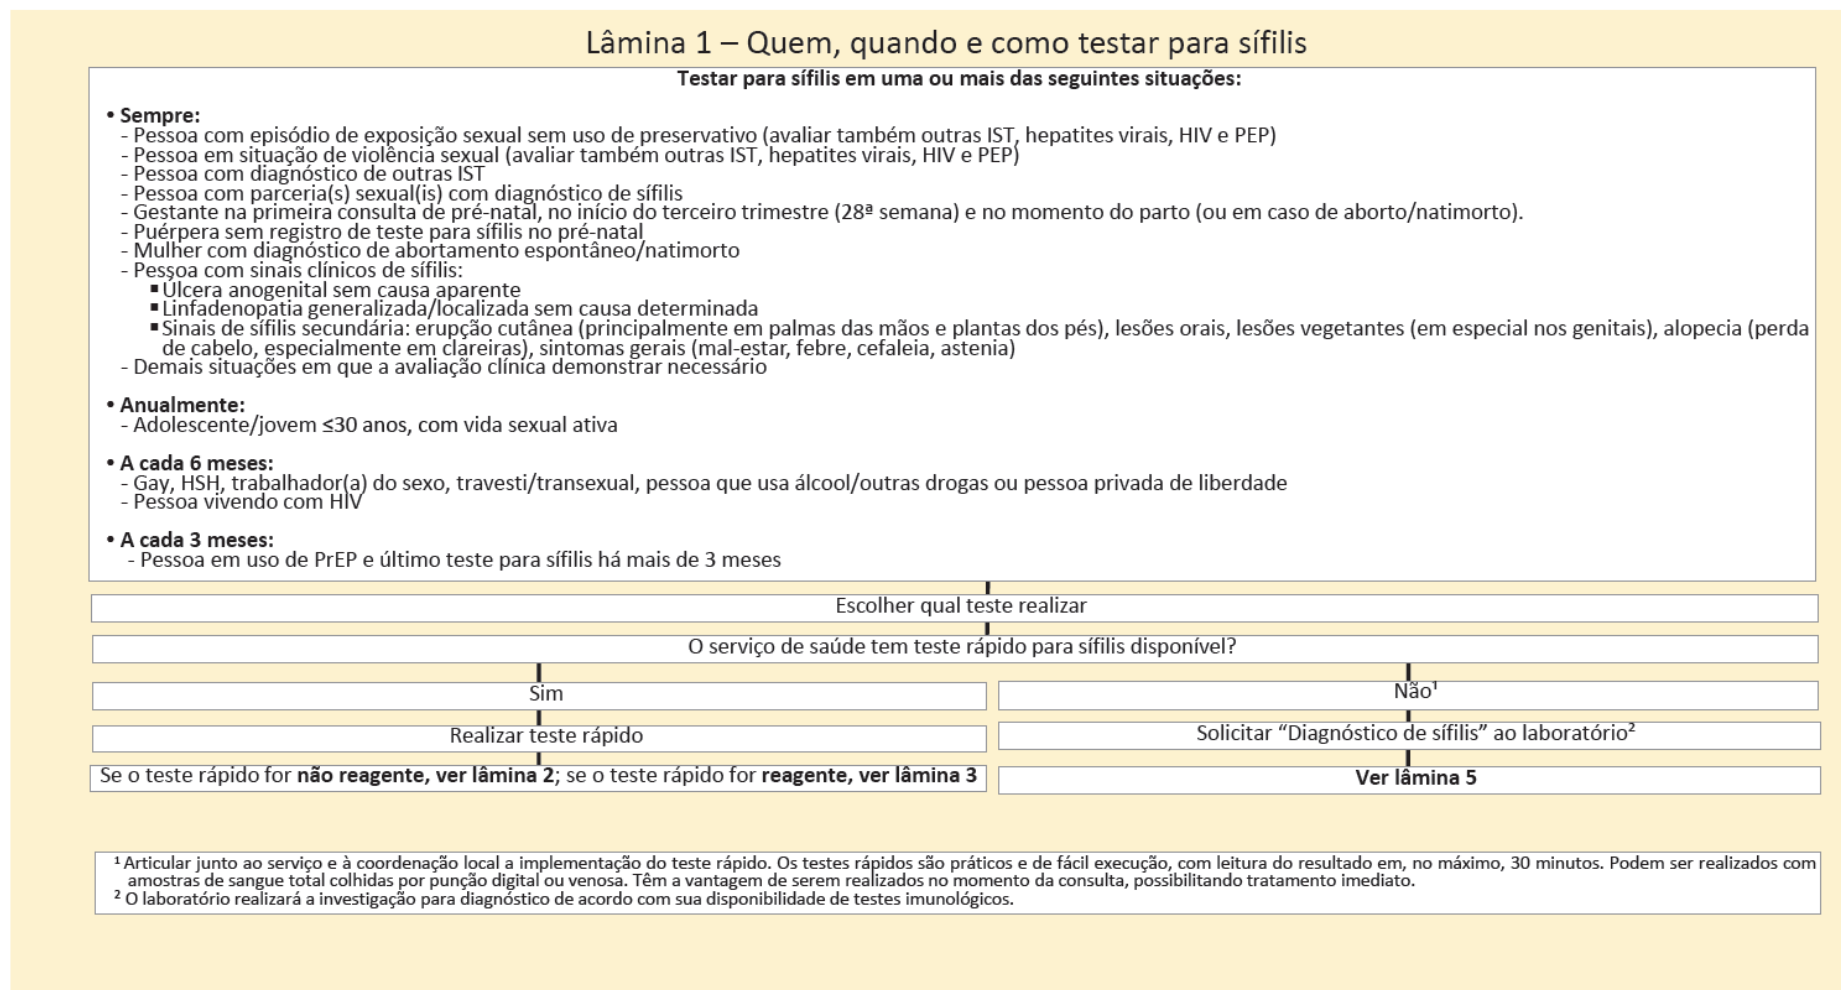 Lâmina 1 – Quem, quando e como testar para sífilis
Testar para sífilis em uma ou mais das seguintes situações:
• Sempre:
- Pessoa com episódio de exposição sexual sem uso de preservativo (avaliar também outras IST, hepatites virais, HIV e PEP)
- Pessoa em situação de violência sexual (avaliar também outras IST, hepatites virais, HIV e PEP)
- Pessoa com diagnóstico de outras IST
- Pessoa com parceria(s) sexual(is) com diagnóstico de sífilis
- Gestante na primeira consulta de pré-natal, no início do terceiro trimestre (28ª semana) e no momento do parto (ou em caso de aborto/natimorto).
- Puérpera sem registro de teste para sífilis no pré-natal
- Mulher com diagnóstico de abortamento espontâneo/natimorto
- Pessoa com sinais clínicos de sífilis:
▪ Úlcera anogenital sem causa aparente
▪ Linfadenopatia generalizada/localizada sem causa determinada
▪ Sinais de sífilis secundária: erupção cutânea (principalmente em palmas das mãos e plantas dos pés), lesões orais, lesões vegetantes (em especial nos genitais), alopecia (perda
de cabelo, especialmente em clareiras), sintomas gerais (mal-estar, febre, cefaleia, astenia)
- Demais situações em que a avaliação clínica demonstrar necessário
• Anualmente:
- Adolescente/jovem ≤30 anos, com vida sexual ativa
• A cada 6 meses:
- Gay, HSH, trabalhador(a) do sexo, travesti/transexual, pessoa que usa álcool/outras drogas ou pessoa privada de liberdade
- Pessoa vivendo com HIV
• A cada 3 meses:
- Pessoa em uso de PrEP e último teste para sífilis há mais de 3 meses
Escolher qual teste realizar
O serviço de saúde tem teste rápido para sífilis disponível?
Sim
Não¹
Realizar teste rápido
Solicitar “Diagnóstico de sífilis” ao laboratório²
Se o teste rápido for não reagente, ver lâmina 2; se o teste rápido for reagente, ver lâmina 3
Ver lâmina 5
¹ Articular junto ao serviço e à coordenação local a implementação do teste rápido. Os testes rápidos são práticos e de fácil execução, com leitura do resultado em, no máximo, 30 minutos. Podem ser realizados com
amostras de sangue total colhidas por punção digital ou venosa. Têm a vantagem de serem realizados no momento da consulta, possibilitando tratamento imediato.
² O laboratório realizará a investigação para diagnóstico de acordo com sua disponibilidade de testes imunológicos.